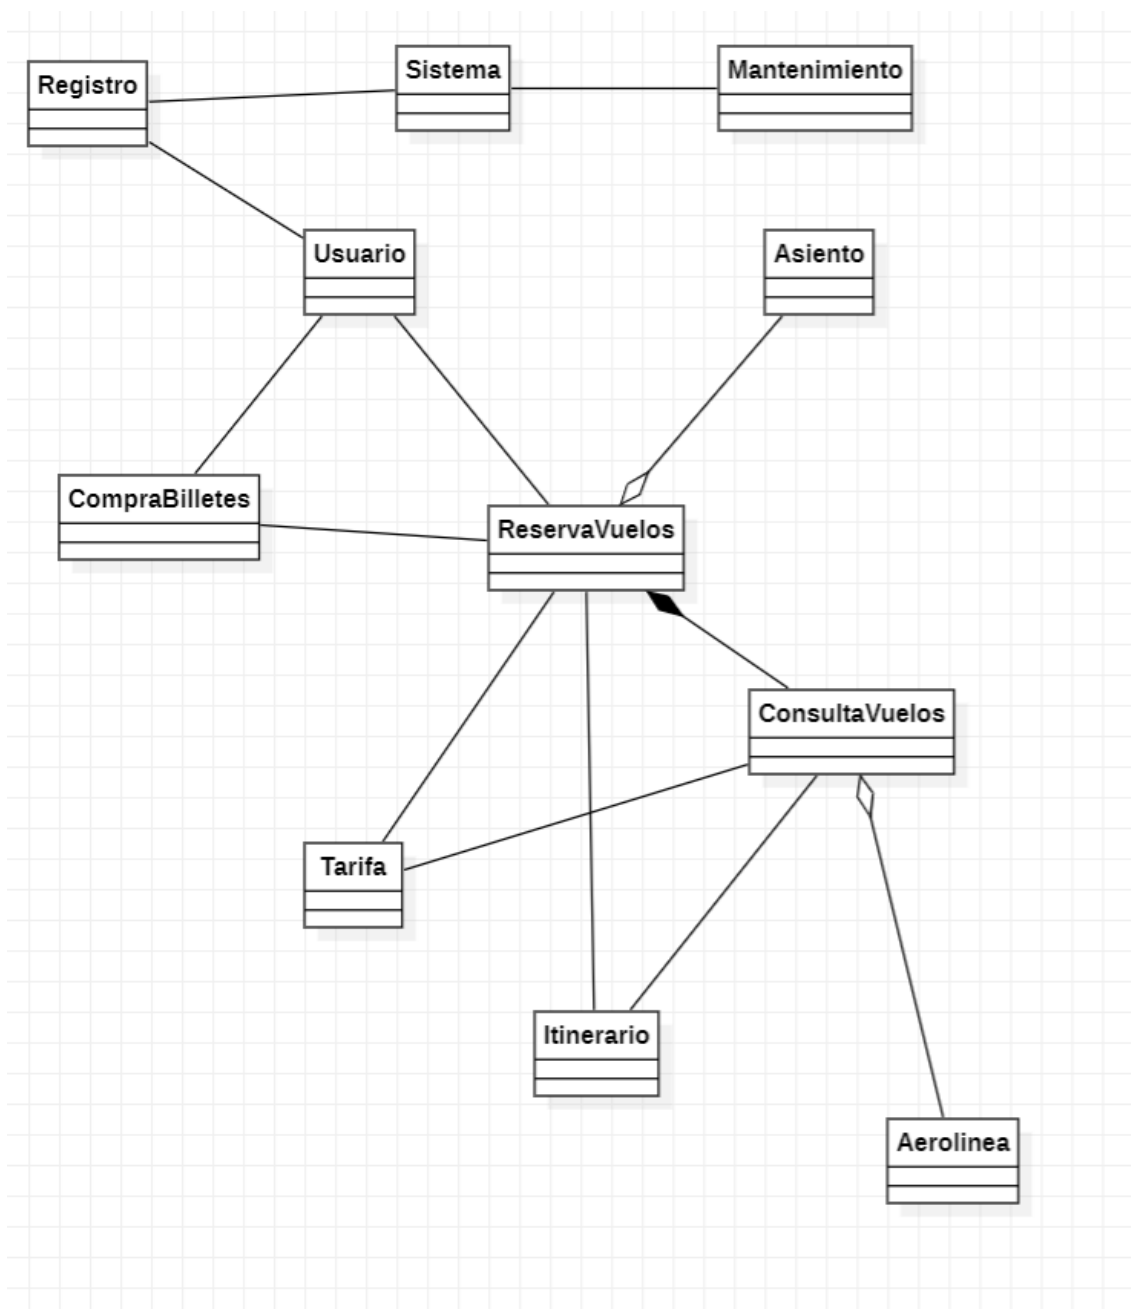 Registro
Sistema
Mantenimiento
Usuario
Asiento
CompraBilletes
ReservaVuelos
ConsultaVuelos
Tarifa
Itinerario
Aerolinea